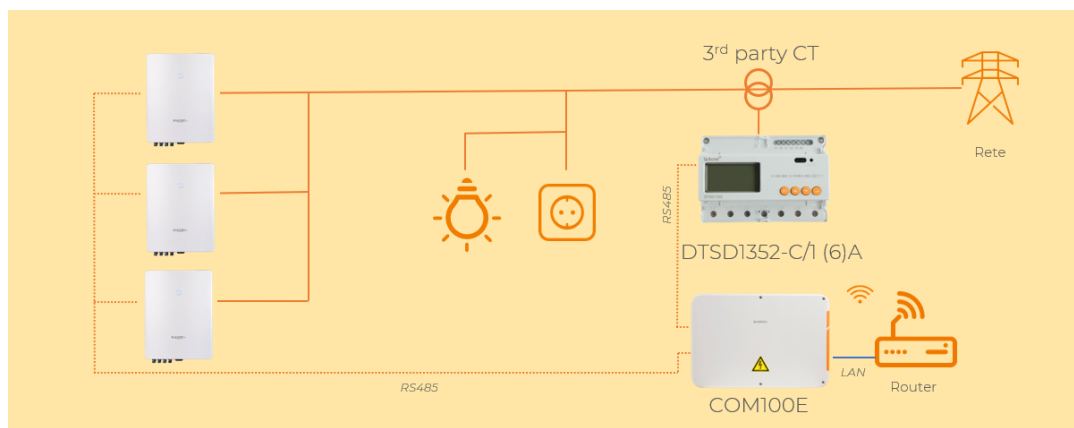 3rd party CT
Rete
RS485
DTSD1352-C/1 (6)A
RS485
LAN
Router
COM100E